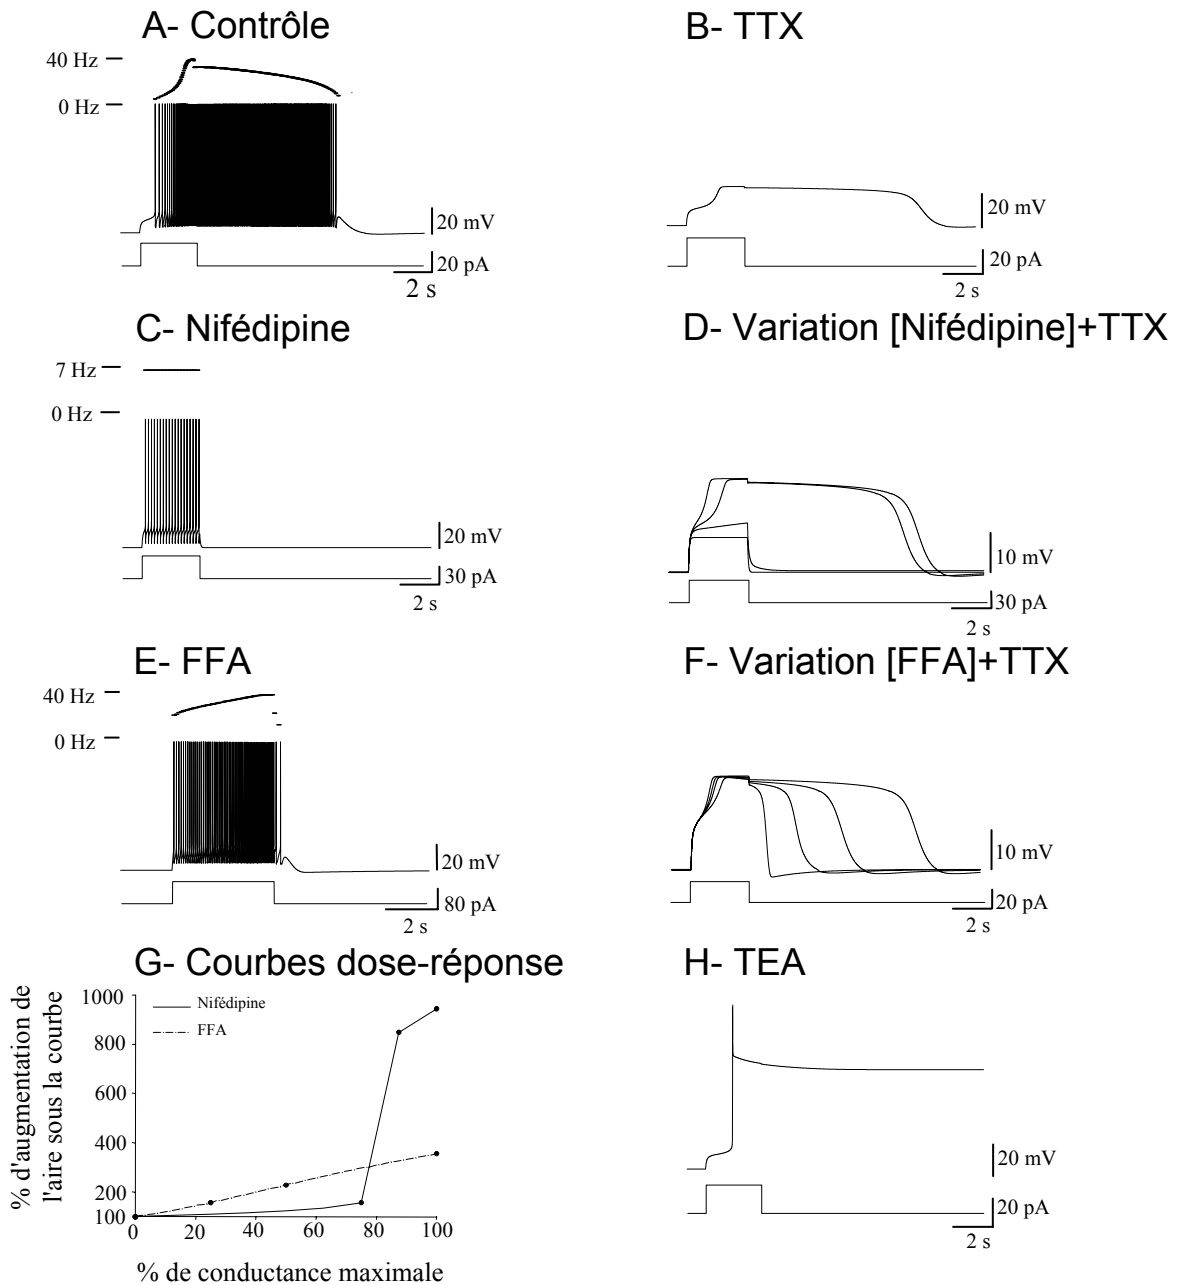 A- Contrôle
40 Hz
0 Hz
20 mV
20 pA
2 s
B- TTX
20 mV
20 pA
2 s
C- Nifédipine
7 Hz
0 Hz
20 mV
30 pA
2 s
D- Variation [Nifédipine]+TTX
10 mV
30 pA
2 s
E- FFA
40 Hz
0 Hz
20 mV
80 pA
2 s
F- Variation [FFA]+TTX
10 mV
20 pA
2 s
G- Courbes dose-réponse
% d'augmentation de
l'aire sous la courbe
1000
800
600
400
200
100
Nifédipine
FFA
0
20
40
60
80
100
% de conductance maximale
H- TEA
20 mV
20 pA
2 s